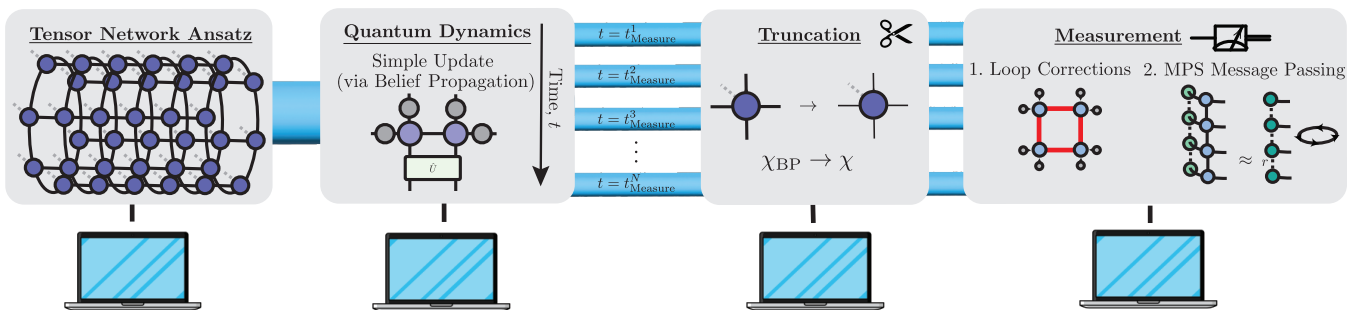 Tensor Network Ansatz
Quantum Dynamics
Simple Update
(via Belief Propagation)
Û
Time, t
t = t^1_Measure
t = t^2_Measure
t = t^3_Measure
⋮
t = t^N_Measure
Truncation
→
χ_BP → χ
Measurement
1. Loop Corrections
2. MPS Message Passing
≈
r